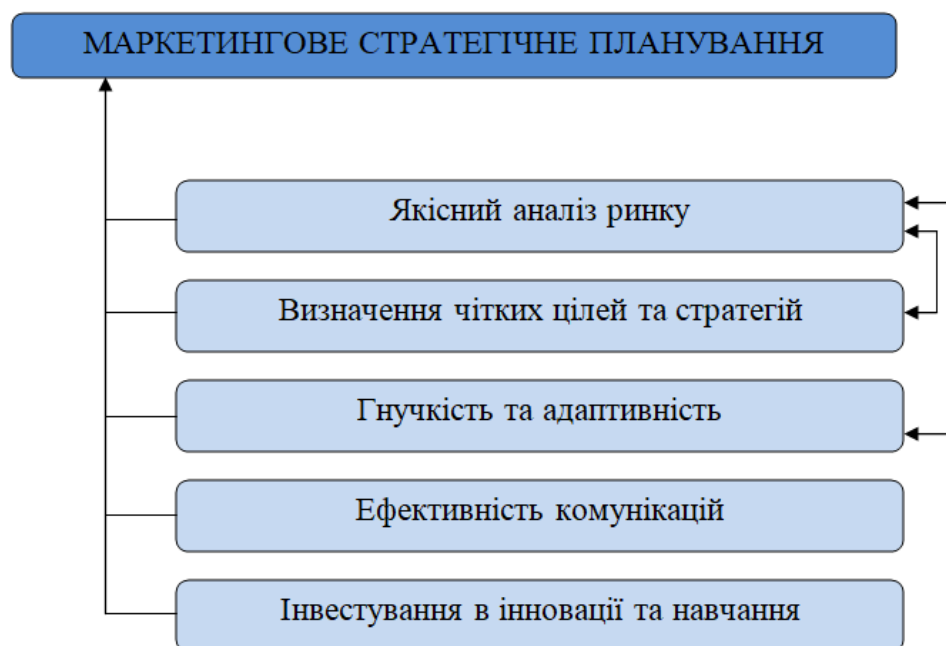 МАРКЕТИНГОВЕ СТРАТЕГІЧНЕ ПЛАНУВАННЯ
Якісний аналіз ринку
Визначення чітких цілей та стратегій
Гнучкість та адаптивність
Ефективність комунікацій
Інвестування в інновації та навчання